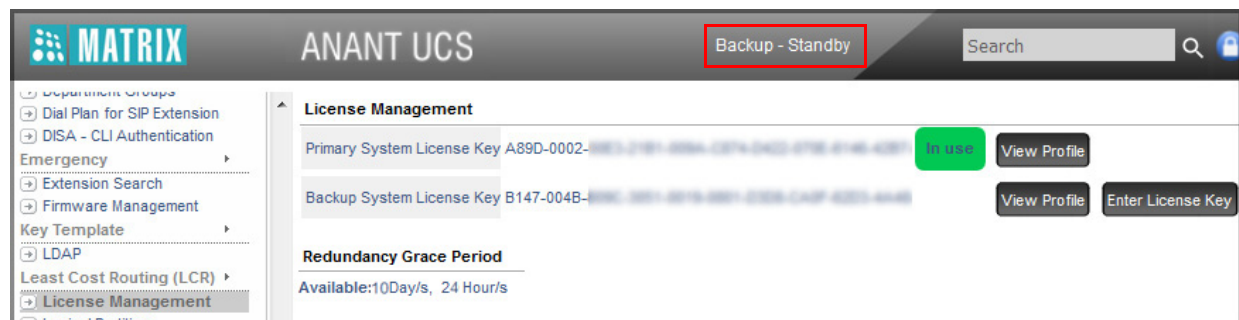 MATRIX
ANANT UCS
Backup - Standby
Search
Department Groups
Dial Plan for SIP Extension
DISA - CLI Authentication
Emergency
Extension Search
Firmware Management
Key Template
LDAP
Least Cost Routing (LCR)
License Management
License Management
Primary System License Key A89D-0002- In use View Profile
Backup System License Key B147-004B- View Profile Enter License Key
Redundancy Grace Period
Available:10Day/s, 24 Hour/s